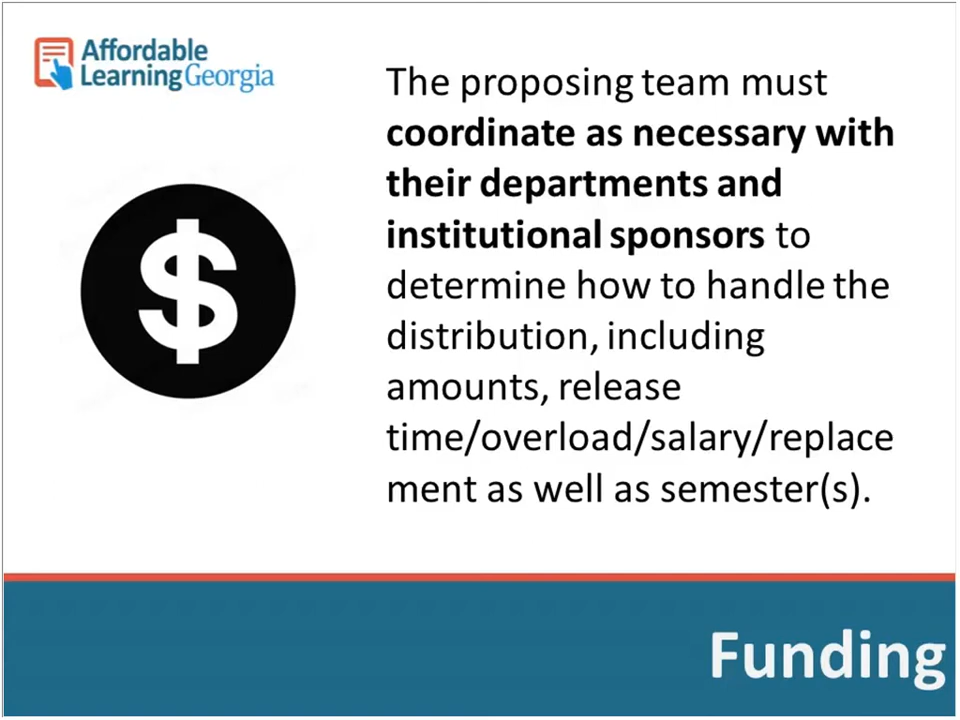 Affordable
LearningGeorgia
The proposing team must
coordinate as necessary with
their departments and
institutional sponsors to
determine how to handle the
distribution, including
amounts, release
time/overload/salary/replace
ment as well as semester(s).
$
Funding